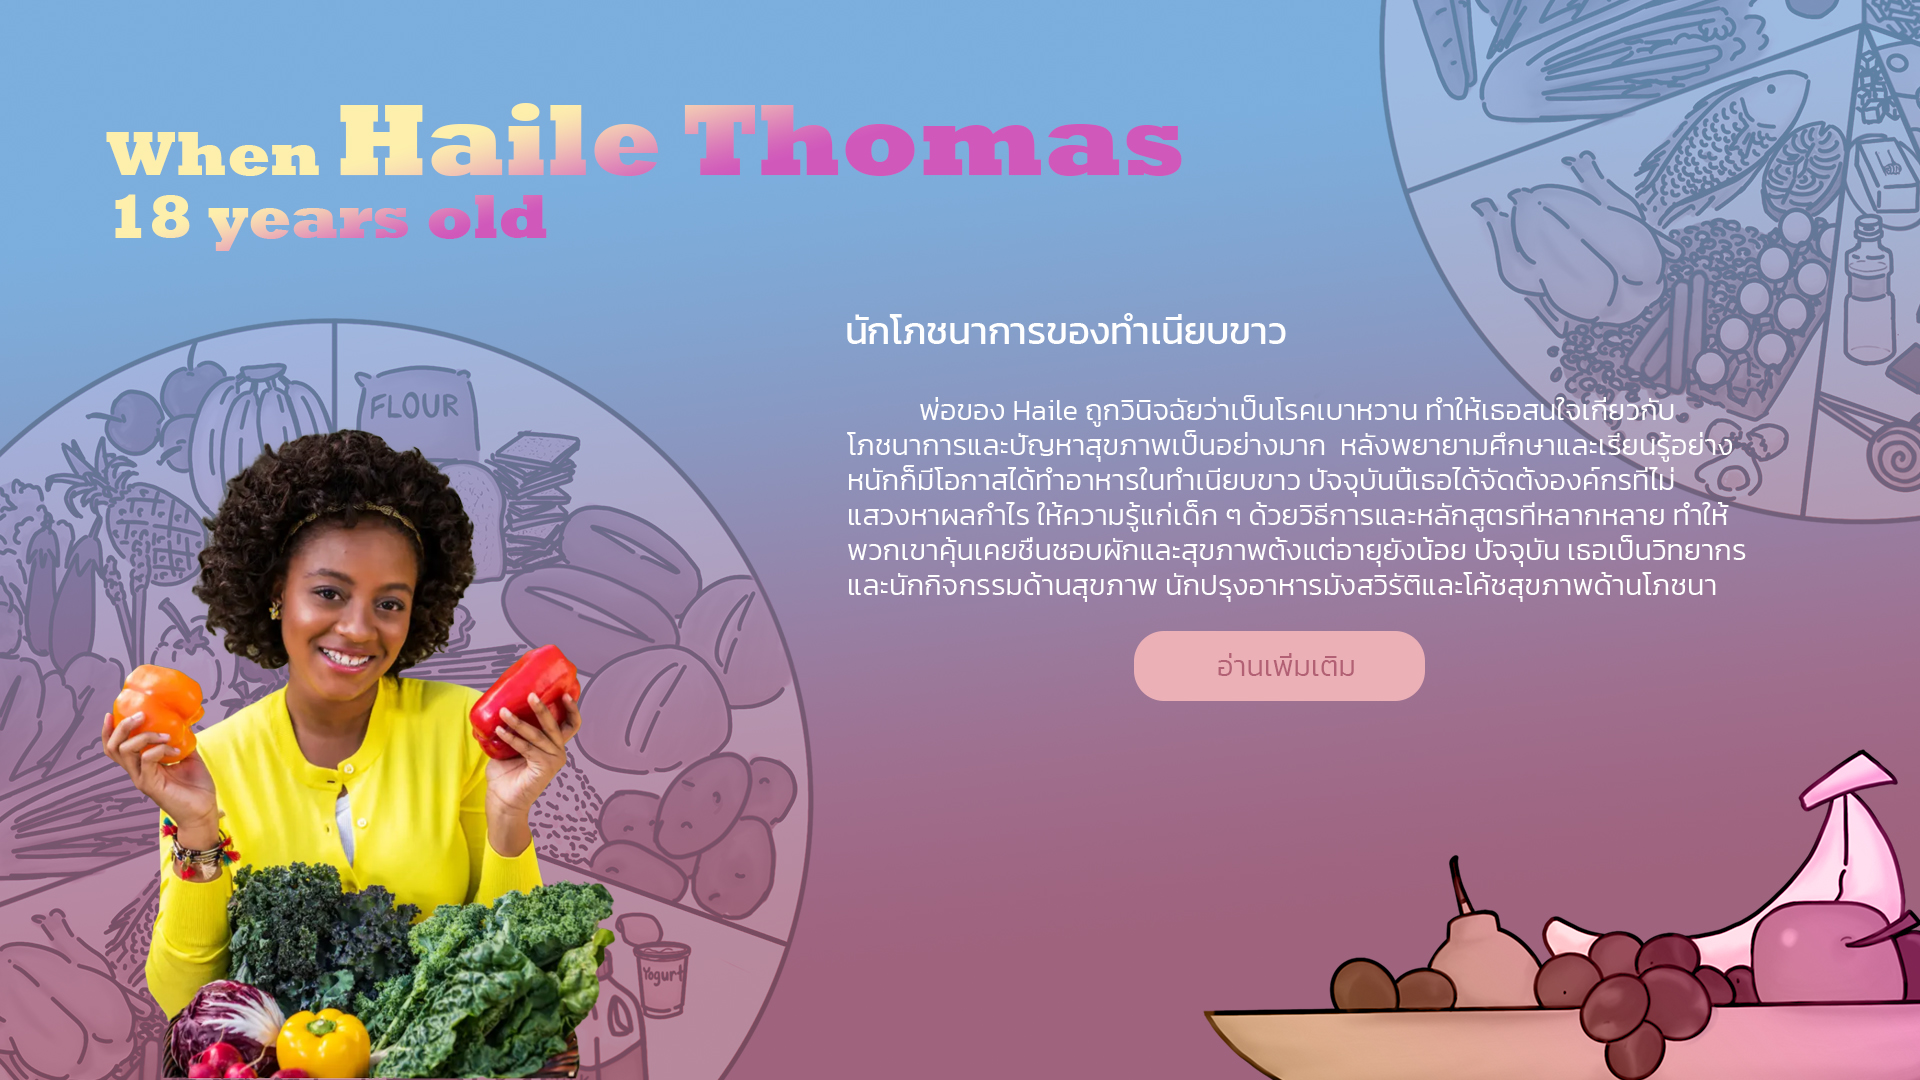 When Haile Thomas
18 years old
นักโภชนาการของทำเนียบขาว
พ่อของ Haile ถูกวินิจฉัยว่าเป็นโรคเบาหวาน ทำให้เธอสนใจเกี่ยวกับ
โภชนาการและปัญหาสุขภาพเป็นอย่างมาก หลังพยายามศึกษาและเรียนรู้อย่าง
หนักก็มีโอกาสได้ทำอาหารในทำเนียบขาว ปัจจุบันนี้เธอได้จัดตั้งองค์กรที่ไม่
แสวงหาผลกำไร ให้ความรู้แก่เด็ก ๆ ด้วยวิธีการและหลักสูตรที่หลากหลาย ทำให้
พวกเขาคุ้นเคยชื่นชอบผักและสุขภาพตั้งแต่อายุยังน้อย ปัจจุบัน เธอเป็นวิทยากร
และนักกิจกรรมด้านสุขภาพ นักปรุงอาหารมังสวิรัติและโค้ชสุขภาพด้านโภชนา
อ่านเพิ่มเติม
FLOUR
Yogurt